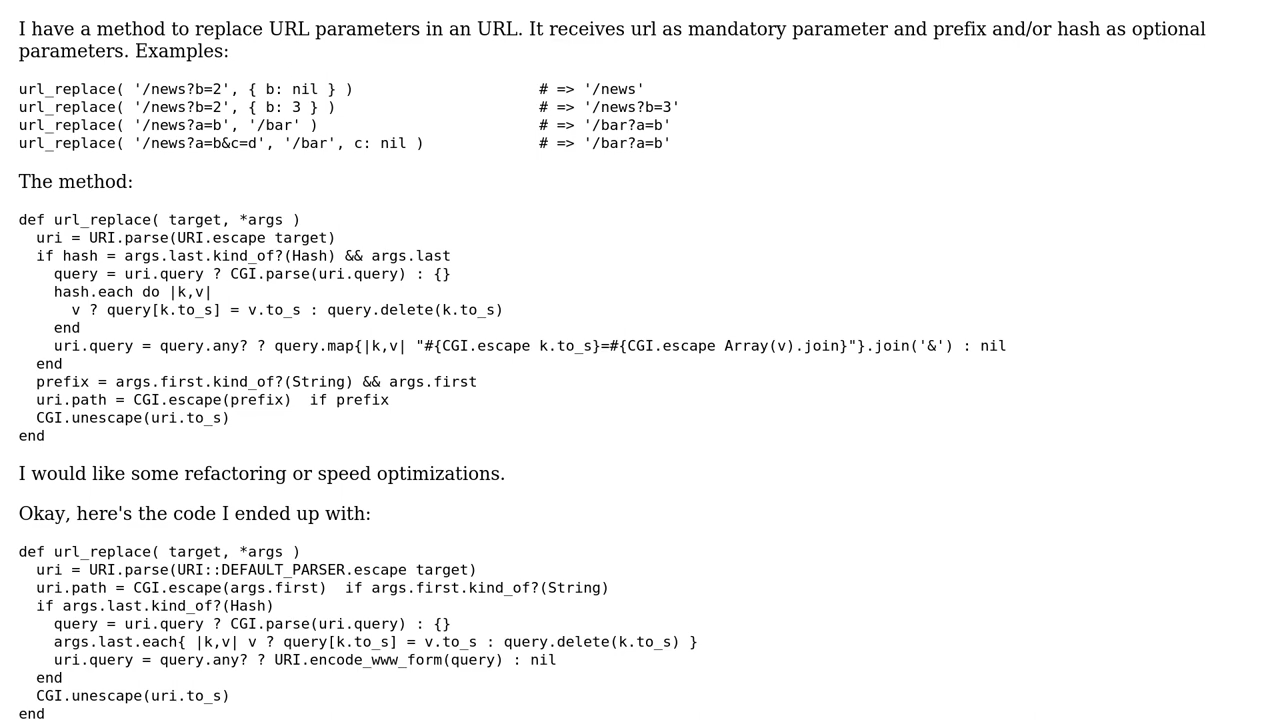 I have a method to replace URL parameters in an URL. It receives url as mandatory parameter and prefix and/or hash as optional
parameters. Examples:
url_replace( '/news?b=2', { b: nil } )                     # => '/news'
url_replace( '/news?b=2', { b: 3 } )                       # => '/news?b=3'
url_replace( '/news?a=b', '/bar' )                         # => '/bar?a=b'
url_replace( '/news?a=b&c=d', '/bar', c: nil )             # => '/bar?a=b'
The method:
def url_replace( target, *args )
  uri = URI.parse(URI.escape target)
  if hash = args.last.kind_of?(Hash) && args.last
    query = uri.query ? CGI.parse(uri.query) : {}
    hash.each do |k,v|
      v ? query[k.to_s] = v.to_s : query.delete(k.to_s)
    end
    uri.query = query.any? ? query.map{|k,v| "#{CGI.escape k.to_s}=#{CGI.escape Array(v).join}"}.join('&') : nil
  end
  prefix = args.first.kind_of?(String) && args.first
  uri.path = CGI.escape(prefix)  if prefix
  CGI.unescape(uri.to_s)
end
I would like some refactoring or speed optimizations.
Okay, here's the code I ended up with:
def url_replace( target, *args )
  uri = URI.parse(URI::DEFAULT_PARSER.escape target)
  uri.path = CGI.escape(args.first)  if args.first.kind_of?(String)
  if args.last.kind_of?(Hash)
    query = uri.query ? CGI.parse(uri.query) : {}
    args.last.each{ |k,v| v ? query[k.to_s] = v.to_s : query.delete(k.to_s) }
    uri.query = query.any? ? URI.encode_www_form(query) : nil
  end
  CGI.unescape(uri.to_s)
end